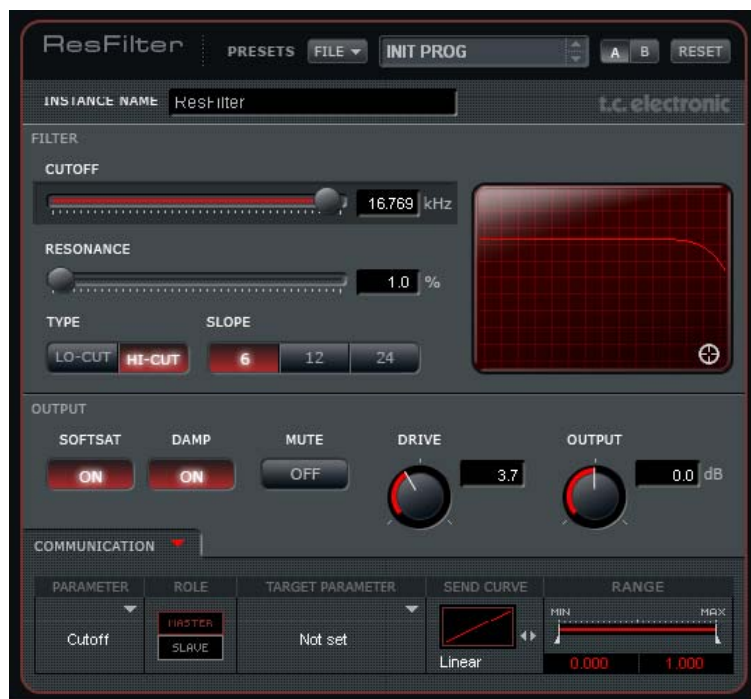 ResFilter PRESETS FILE INIT PROG A B RESET
INSTANCE NAME ResFilter t.c. electronic
FILTER
CUTOFF
16.769 kHz
RESONANCE
1.0 %
TYPE SLOPE
LO-CUT HI-CUT 6 12 24
OUTPUT
SOFTSAT DAMP MUTE DRIVE OUTPUT
ON ON OFF 3.7 0.0 dB
COMMUNICATION
PARAMETER ROLE TARGET PARAMETER SEND CURVE RANGE
MIN MAX
MASTER
Cutoff Not set
SLAVE
Linear 0.000 1.000